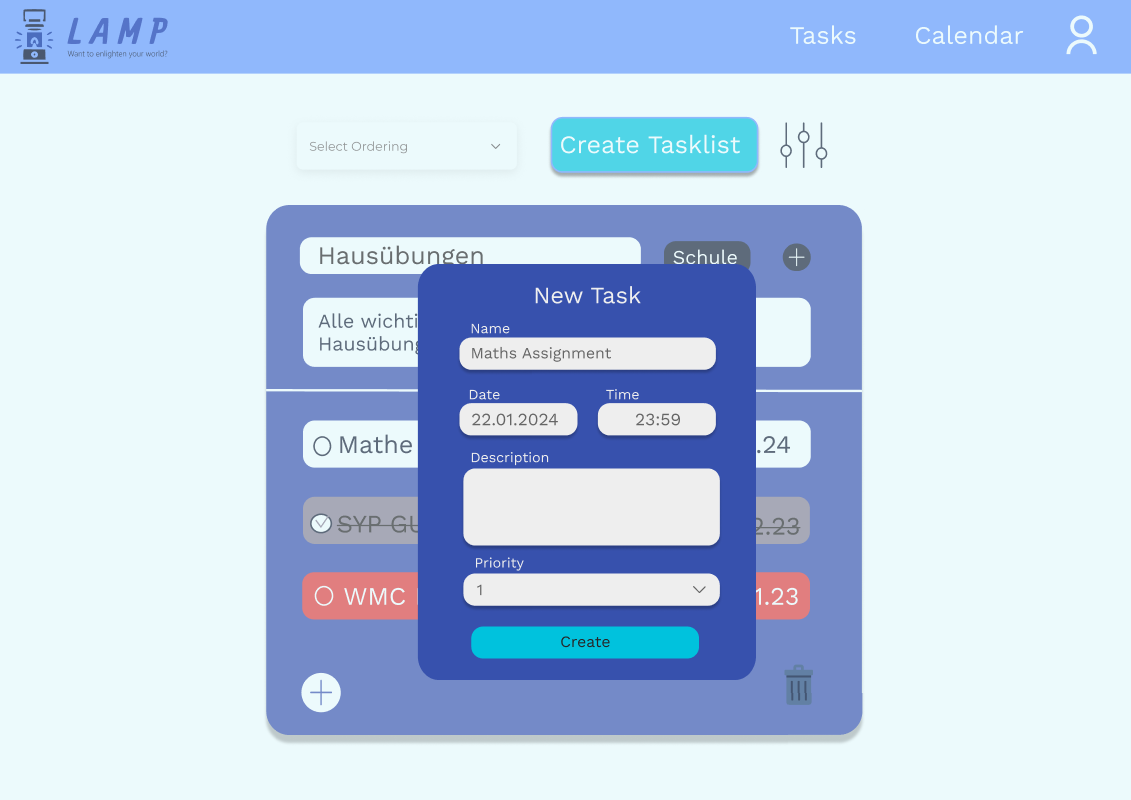 LAMP
Want to enlighten your world?
Tasks
Calendar
Select Ordering
Create Tasklist
Hausübungen
Schule
Alle wichti
Hausübung
New Task
Name
Maths Assignment
Date
Time
22.01.2024
23:59
Description
Priority
1
Create
Mathe
.24
SYP GU
2.23
WMC
1.23